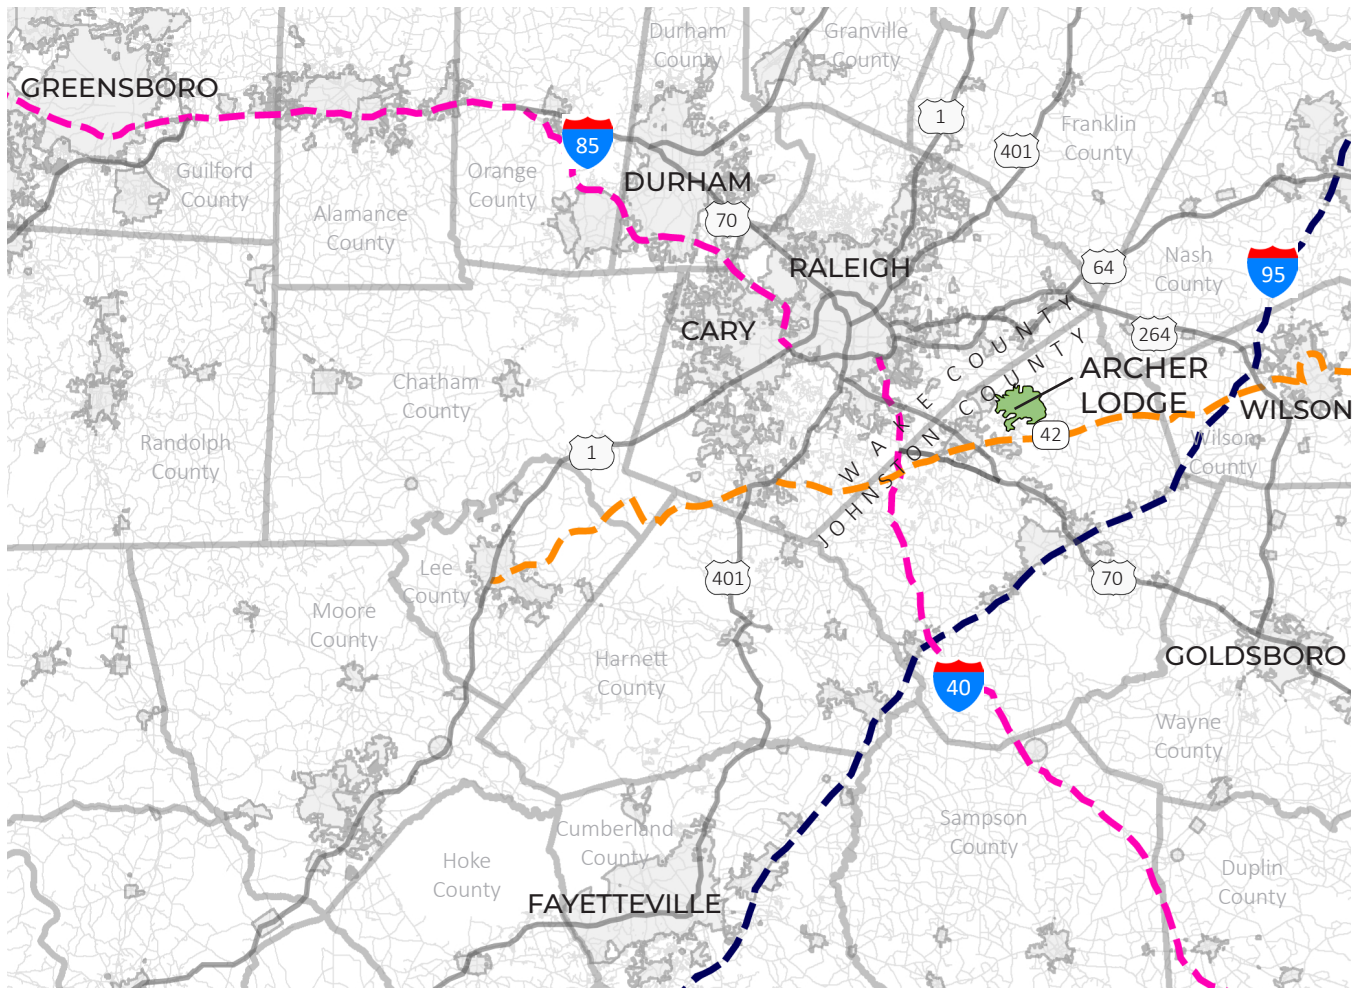 Durham
County
Granville
County
GREENSBORO
1
Franklin
County
401
85
Guilford
County
Orange
County
DURHAM
Alamance
County
70
RALEIGH
64
Nash
County
95
CARY
264
WAKE COUNTY
JOHNSTON COUNTY
ARCHER
LODGE
Chatham
County
WILSON
42
Randolph
County
1
Wilson
County
Lee
County
401
70
Moore
County
Harnett
County
GOLDSBORO
40
Wayne
County
Sampson
County
Cumberland
County
Hoke
County
Duplin
County
FAYETTEVILLE